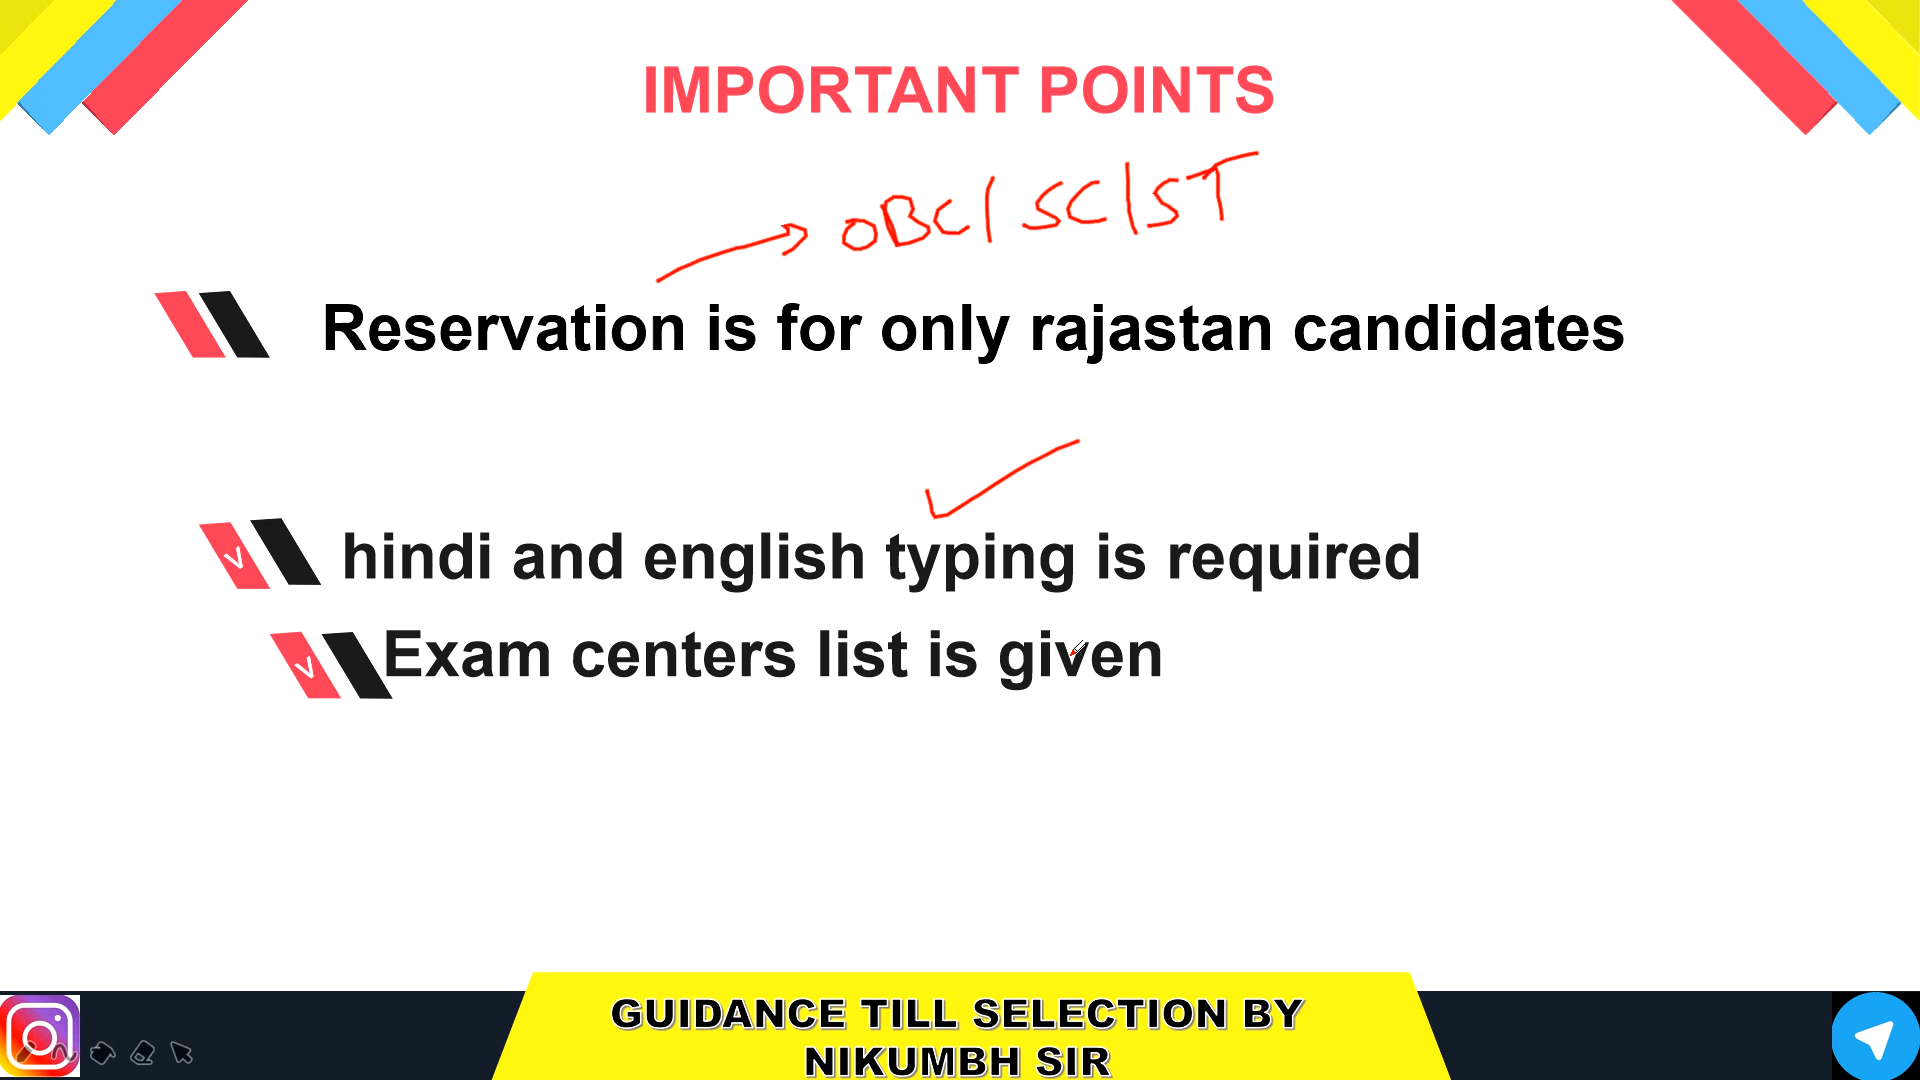 IMPORTANT POINTS
OBC/SC/ST
Reservation is for only rajastan candidates
hindi and english typing is required
Exam centers list is given
GUIDANCE TILL SELECTION BY
NIKUMBH SIR